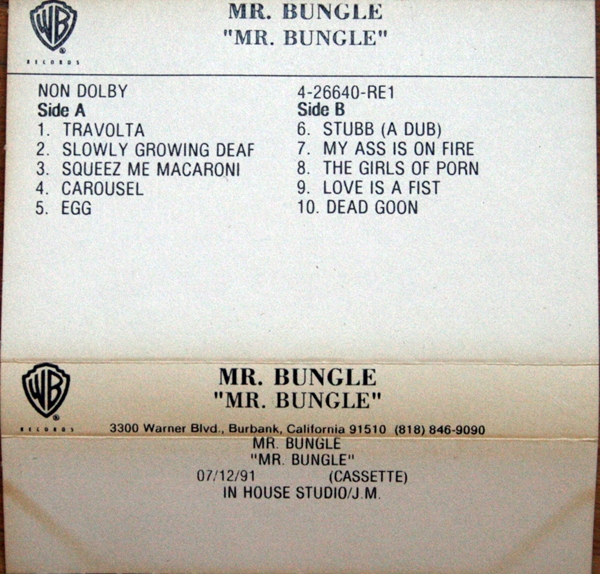 MR. BUNGLE
"MR. BUNGLE"
WB
RECORDS
NON DOLBY
Side A
1. TRAVOLTA
2. SLOWLY GROWING DEAF
3. SQUEEZ ME MACARONI
4. CAROUSEL
5. EGG
4-26640-RE1
Side B
6. STUBB (A DUB)
7. MY ASS IS ON FIRE
8. THE GIRLS OF PORN
9. LOVE IS A FIST
10. DEAD GOON
WB
RECORDS
MR. BUNGLE
"MR. BUNGLE"
3300 Warner Blvd., Burbank, California 91510 (818) 846-9090
MR. BUNGLE
"MR. BUNGLE"
07/12/91 (CASSETTE)
IN HOUSE STUDIO/J.M.